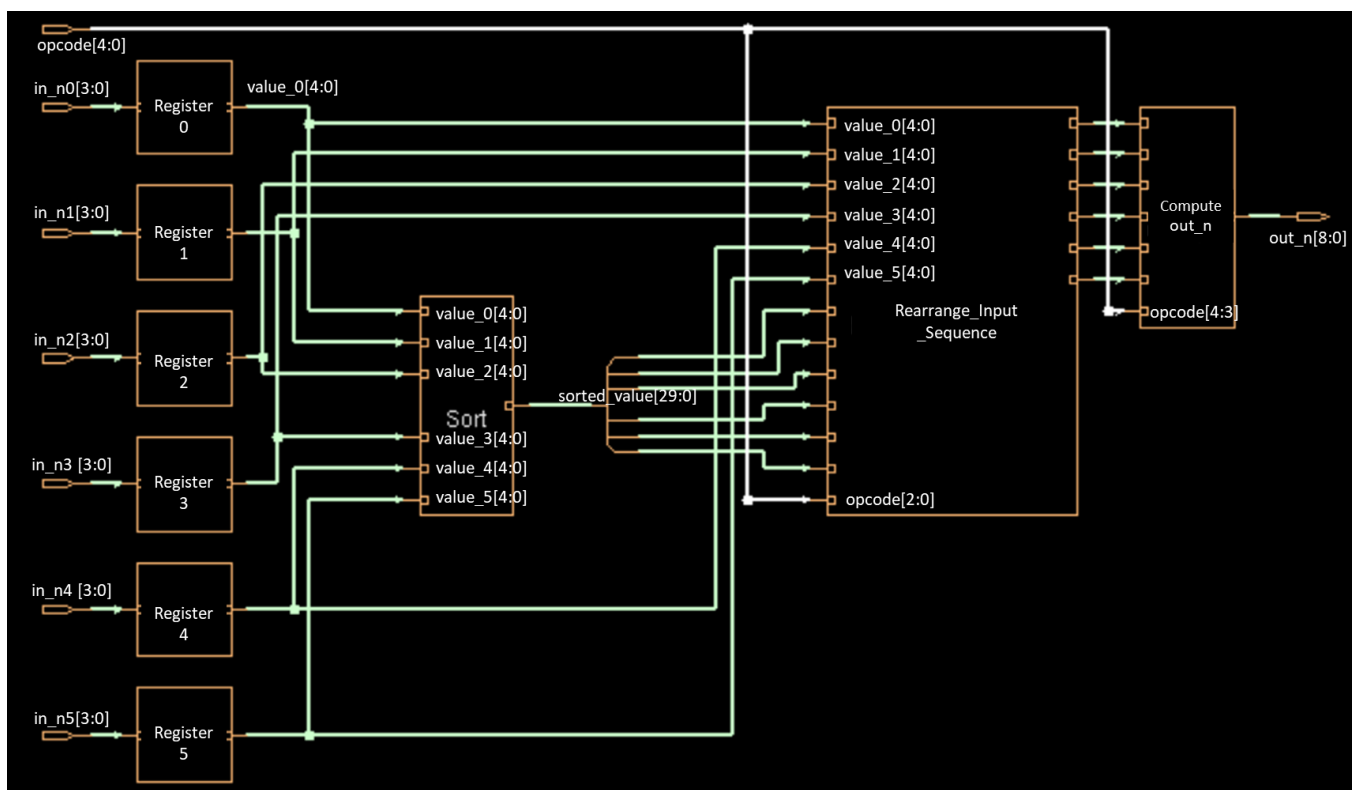 opcode[4:0]
in_n0[3:0]
Register
0
value_0[4:0]
in_n1[3:0]
Register
1
in_n2[3:0]
Register
2
in_n3 [3:0]
Register
3
in_n4 [3:0]
Register
4
in_n5[3:0]
Register
5
value_0[4:0]
value_1[4:0]
value_2[4:0]
Sort
value_3[4:0]
value_4[4:0]
value_5[4:0]
sorted_value[29:0]
value_0[4:0]
value_1[4:0]
value_2[4:0]
value_3[4:0]
value_4[4:0]
value_5[4:0]
Rearrange_Input
_Sequence
opcode[2:0]
Compute
out_n
opcode[4:3]
out_n[8:0]